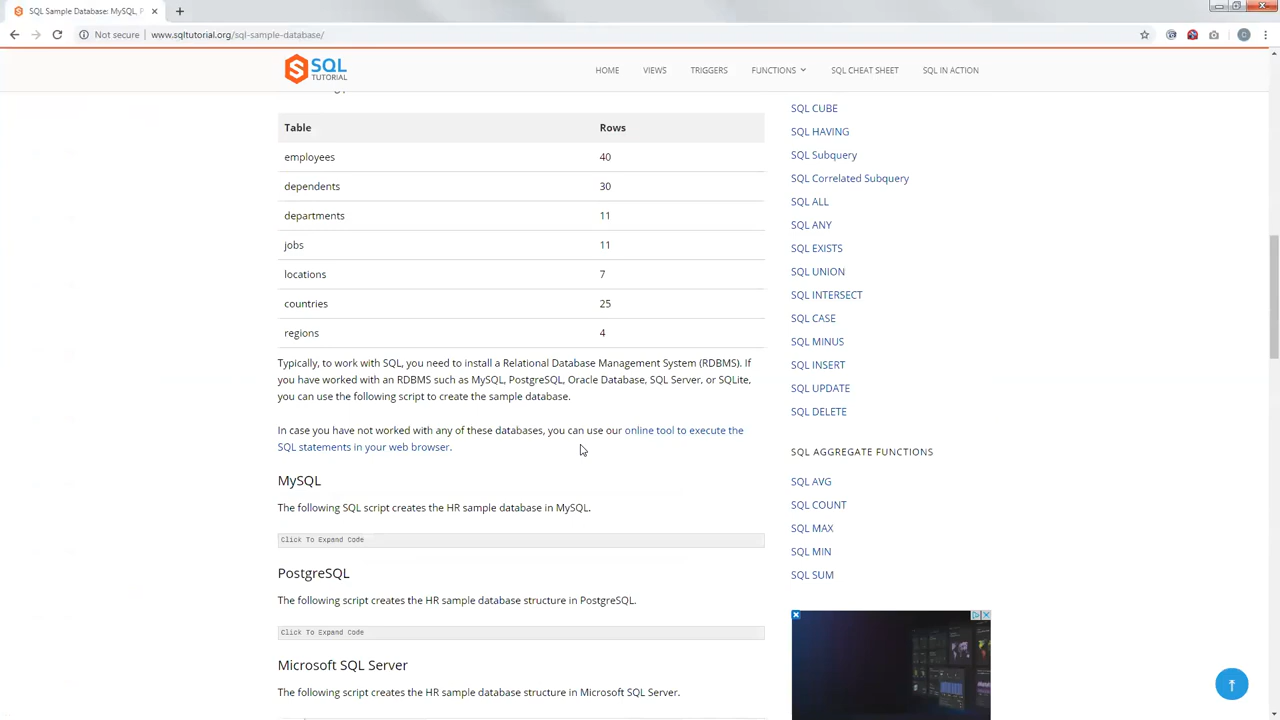 SQL Sample Database: MySQL, P
Not secure | www.sqltutorial.org/sql-sample-database/
SQL TUTORIAL
HOME VIEWS TRIGGERS FUNCTIONS SQL CHEAT SHEET SQL IN ACTION
Table Rows
employees 40
dependents 30
departments 11
jobs 11
locations 7
countries 25
regions 4
Typically, to work with SQL, you need to install a Relational Database Management System (RDBMS). If
you have worked with an RDBMS such as MySQL, PostgreSQL, Oracle Database, SQL Server, or SQLite,
you can use the following script to create the sample database.
In case you have not worked with any of these databases, you can use our online tool to execute the
SQL statements in your web browser.
MySQL
The following SQL script creates the HR sample database in MySQL.
Click To Expand Code
PostgreSQL
The following script creates the HR sample database structure in PostgreSQL.
Click To Expand Code
Microsoft SQL Server
The following script creates the HR sample database structure in Microsoft SQL Server.
SQL CUBE
SQL HAVING
SQL Subquery
SQL Correlated Subquery
SQL ALL
SQL ANY
SQL EXISTS
SQL UNION
SQL INTERSECT
SQL CASE
SQL MINUS
SQL INSERT
SQL UPDATE
SQL DELETE
SQL AGGREGATE FUNCTIONS
SQL AVG
SQL COUNT
SQL MAX
SQL MIN
SQL SUM